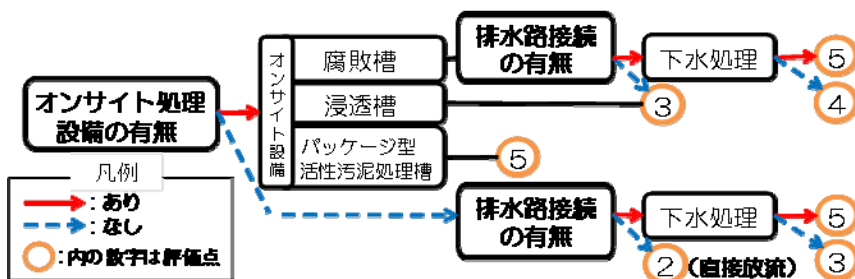 オンサイト処理
設備の有無
オンサイト設備
腐敗槽
浸透槽
パッケージ型
活性汚泥処理槽
排水路接続
の有無
下水処理
5
4
3
5
排水路接続
の有無
下水処理
5
3
2 (直接放流)
凡例
: あり
: なし
: 内の数字は評価点